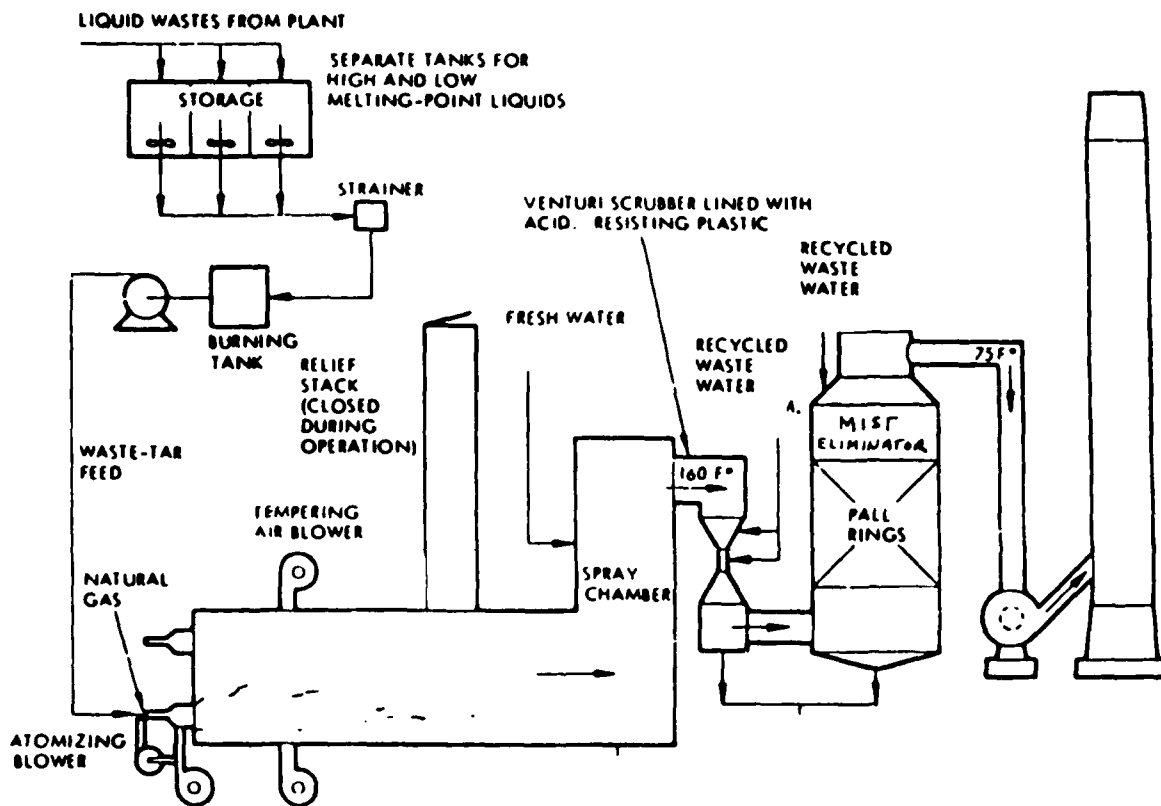 LIQUID WASTES FROM PLANT
SEPARATE TANKS FOR
HIGH AND LOW
MELTING-POINT LIQUIDS
STORAGE
STRAINER
VENTURI SCRUBBER LINED WITH
ACID. RESISTING PLASTIC
RECYCLED
WASTE
WATER
BURNING
TANK
FRESH WATER
RECYCLED
WASTE
WATER
75 F°
RELIEF
STACK
(CLOSED
DURING
OPERATION)
A.
MIST
ELIMINATOR
WASTE-TAR
FEED
160 F°
TEMPERING
AIR BLOWER
PALL
RINGS
NATURAL
GAS
SPRAY
CHAMBER
ATOMIZING
BLOWER